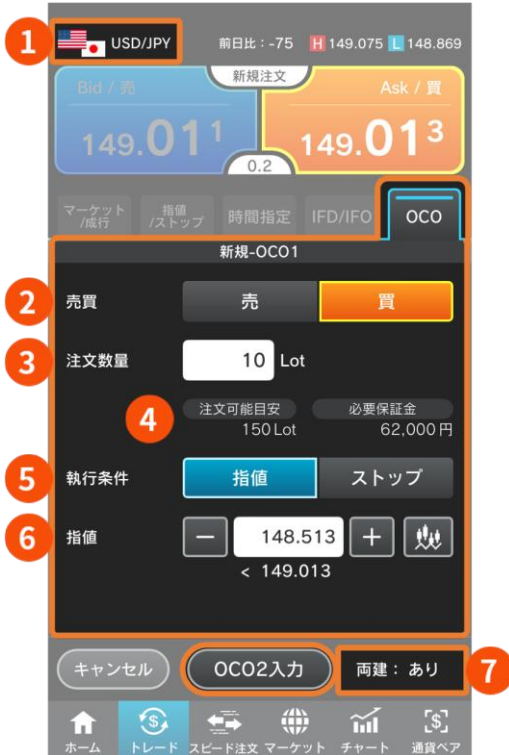 1
USD/JPY 前日比：-75 H 149.075 L 148.869
新規注文
Bid / 売 Ask / 買
149.011 149.013
0.2
マーケット/成行 指値/ストップ 時間指定 IFD/IFO OCO
新規-OCO1
2 売買 売 買
3 注文数量 10 Lot
4 注文可能目安 必要保証金
150 Lot 62,000 円
5 執行条件 指値 ストップ
6 指値 − 148.513 +
< 149.013
キャンセル OCO2入力 両建： あり 7
ホーム トレード スピード注文 マーケット チャート 通貨ペア